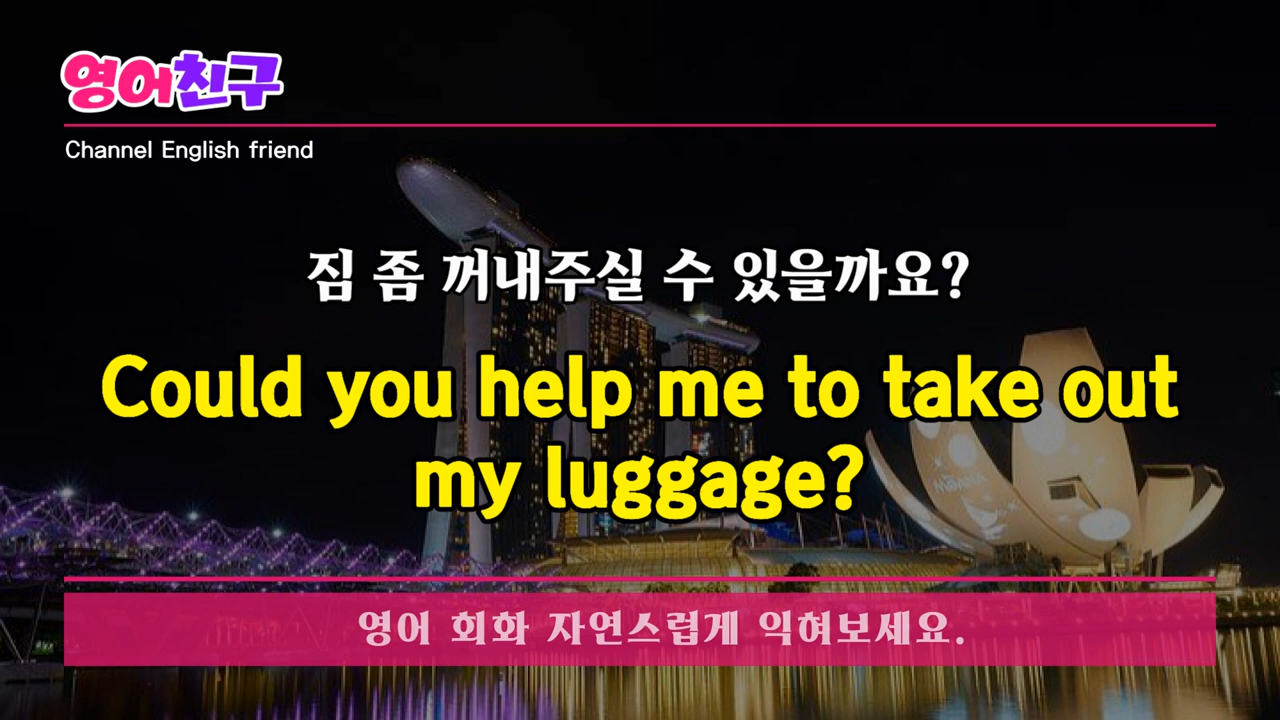 영어친구
Channel English friend
짐 좀 꺼내주실 수 있을까요?
Could you help me to take out
my luggage?
영어 회화 자연스럽게 익혀보세요.